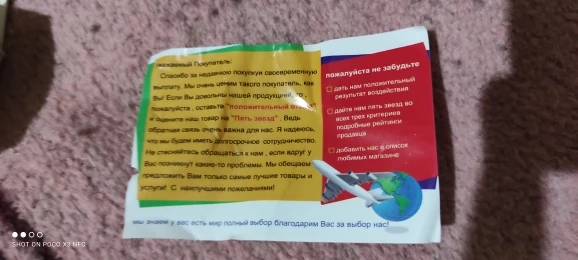 уважаемый Покупатель:
Спасибо за недавнюю покупкуи своевременную
выплату. Мы очень ценим такого покупателя, как
Вы! Если Вы довольны нашей продукцией, то ,
пожалуйста , оставьте "положительный отзыв"
и оцените наш товар на "Пять звезд" . Ведь
обратная связь очень важна для нас. Я надеюсь,
что мы будем иметь долгорочное сотрудничество.
Не стесняйтесь обращаться к нам , если вдруг у
Вас возникнут какие-то проблемы. Мы обещаем
предложить Вам только самые лучшие товары и
услуги! С наилучшими пожеланиями!
пожалуйста не забудьте
дать нам положительный
результат воздействия
дайте нам пять звезд во
всех трех критериев
подробные рейтинги
продавца
добавить нас в список
любимых магазине
мы знаем у вас есть мир полный выбор благодарим Вас за выбор нас!
SHOT ON POCO X3 NFC